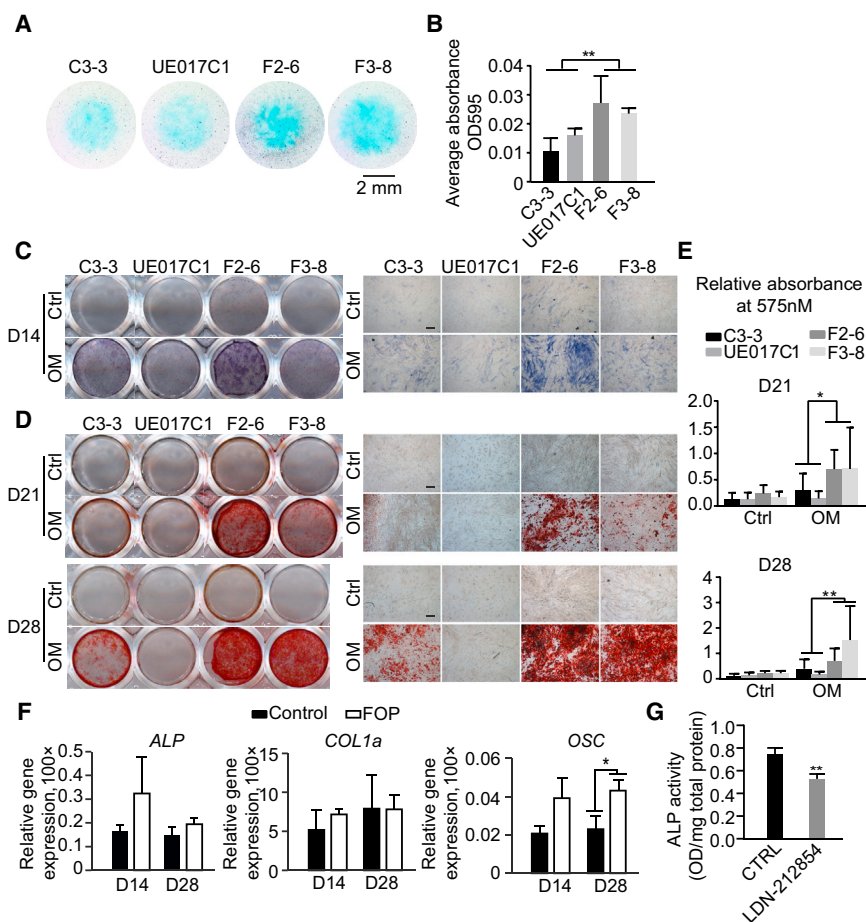 A
C3-3 UE017C1 F2-6 F3-8
2 mm
B
Average absorbance
OD595
0.04
0.03
0.02
0.01
0
**
C3-3
UE017C1
F2-6
F3-8
C
C3-3 UE017C1 F2-6 F3-8
C3-3 UE017C1 F2-6 F3-8
D14
Ctrl
OM
Ctrl
OM
D
C3-3 UE017C1 F2-6 F3-8
D21
Ctrl
OM
Ctrl
OM
D28
Ctrl
OM
Ctrl
OM
E
Relative absorbance
at 575nM
C3-3 F2-6
UE017C1 F3-8
D21
2.0
1.5
1.0
0.5
0
*
Ctrl OM
D28
4
3
2
1
0
**
Ctrl OM
F
Control FOP
ALP
Relative gene
expression, 100×
0.5
0.4
0.3
0.2
0.1
0
D14 D28
COL1a
Relative gene
expression, 100×
15
10
5
0
D14 D28
OSC
Relative gene
expression, 100×
0.06
0.04
0.02
0.00
*
D14 D28
G
ALP activity
(OD/mg total protein)
1.0
0.8
0.6
0.4
0.2
0.0
**
CTRL
LDN-212854